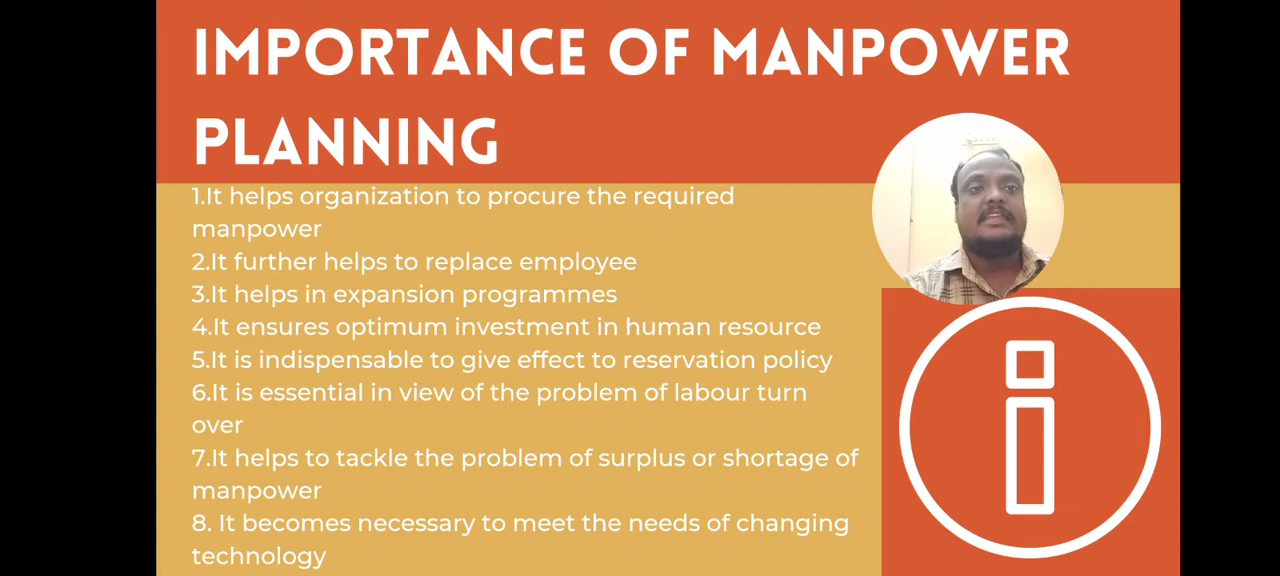 IMPORTANCE OF MANPOWER
PLANNING
1.It helps organization to procure the required
manpower
2.It further helps to replace employee
3.It helps in expansion programmes
4.It ensures optimum investment in human resource
5.It is indispensable to give effect to reservation policy
6.It is essential in view of the problem of labour turn
over
7.It helps to tackle the problem of surplus or shortage of
manpower
8. It becomes necessary to meet the needs of changing
technology